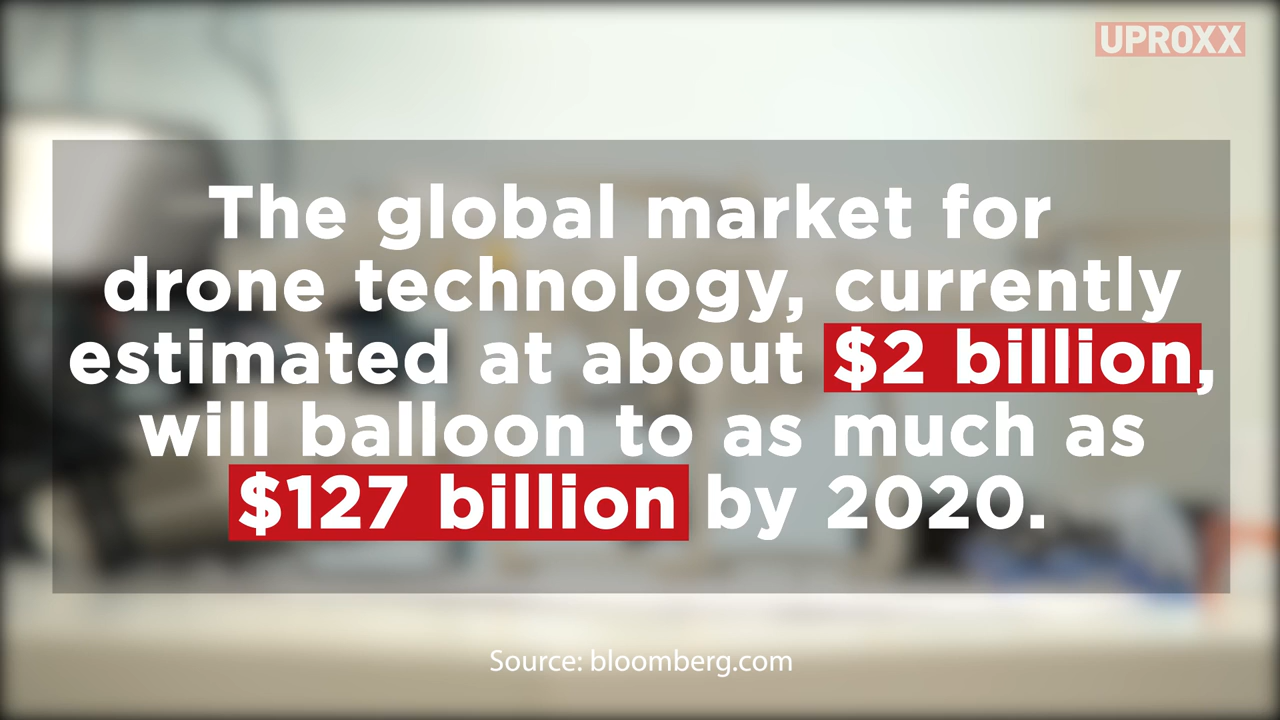 UPROXX
The global market for
drone technology, currently
estimated at about $2 billion,
will balloon to as much as
$127 billion by 2020.
Source: bloomberg.com